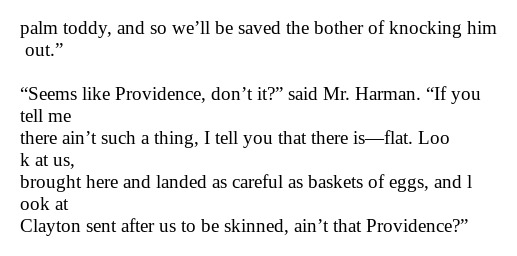 palm toddy, and so we’ll be saved the bother of knocking him
out.”

“Seems like Providence, don’t it?” said Mr. Harman. “If you
tell me
there ain’t such a thing, I tell you that there is—flat. Loo
k at us,
brought here and landed as careful as baskets of eggs, and l
ook at
Clayton sent after us to be skinned, ain’t that Providence?”